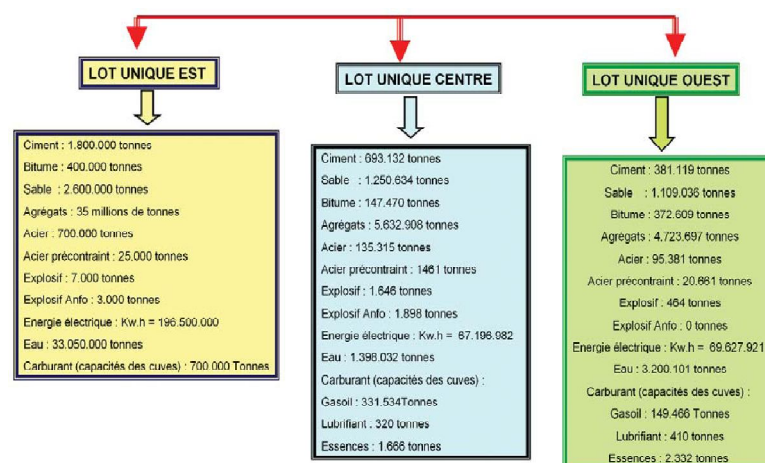 LOT UNIQUE EST
Ciment : 1.800.000 tonnes
Bitume : 400.000 tonnes
Sable : 2.600.000 tonnes
Agrégats : 35 millions de tonnes
Acier : 700.000 tonnes
Acier précontraint : 25.000 tonnes
Explosif : 7.000 tonnes
Explosif Anfo : 3.000 tonnes
Energie électrique : Kw.h = 196.500.000
Eau : 33.050.000 tonnes
Carburant (capacités des cuves) : 700.000 Tonnes
LOT UNIQUE CENTRE
Ciment : 693.132 tonnes
Sable : 1.250.634 tonnes
Bitume : 147.470 tonnes
Agrégats : 5,632.908 tonnes
Acier : 135.315 tonnes
Acier précontraint : 1461 tonnes
Explosif : 1.646 tonnes
Explosif Anfo : 1.898 tonnes
Energie électrique : Kw.h = 67.196.982
Eau : 1.398.032 tonnes
Carburant (capacités des cuves) :
Gasoil : 331.534Tonnes
Lubrifiant : 320 tonnes
Essences : 1.666 tonnes
LOT UNIQUE OUEST
Ciment : 381.119 tonnes
Sable : 1.109.036 tonnes
Bitume : 372.609 tonnes
Agrégats : 4,723.697 tonnes
Acier : 95.381 tonnes
Acier précontraint : 20.661 tonnes
Explosif : 464 tonnes
Explosif Anfo : 0 tonnes
Energie électrique : Kw.h = 69.627.921
Eau : 3.200.101 tonnes
Carburant (capacités des cuves) :
Gasoil : 149.466 Tonnes
Lubrifiant : 410 tonnes
Essences : 2.332 tonnes